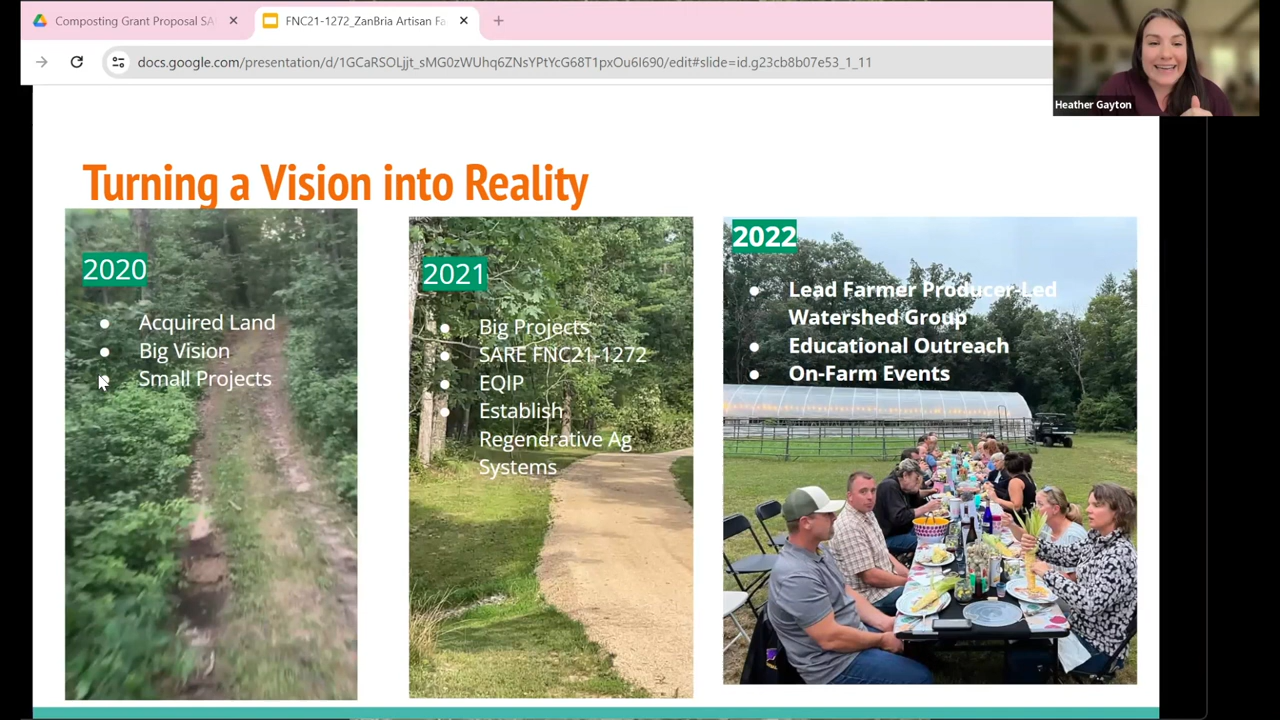 Composting Grant Proposal SA
FNC21-1272_ZanBria Artisan Fa
docs.google.com/presentation/d/1GCaRSOLjjt_sMG0zWUhq6ZNsYPtYcG68T1pxOu6I690/edit#slide=id.g23cb8b07e53_1_11
Heather Gayton
Turning a Vision into Reality
2020
● Acquired Land
● Big Vision
● Small Projects
2021
● Big Projects
● SARE FNC21-1272
● EQIP
● Establish
Regenerative Ag
Systems
2022
● Lead Farmer Producer-Led
Watershed Group
● Educational Outreach
● On-Farm Events